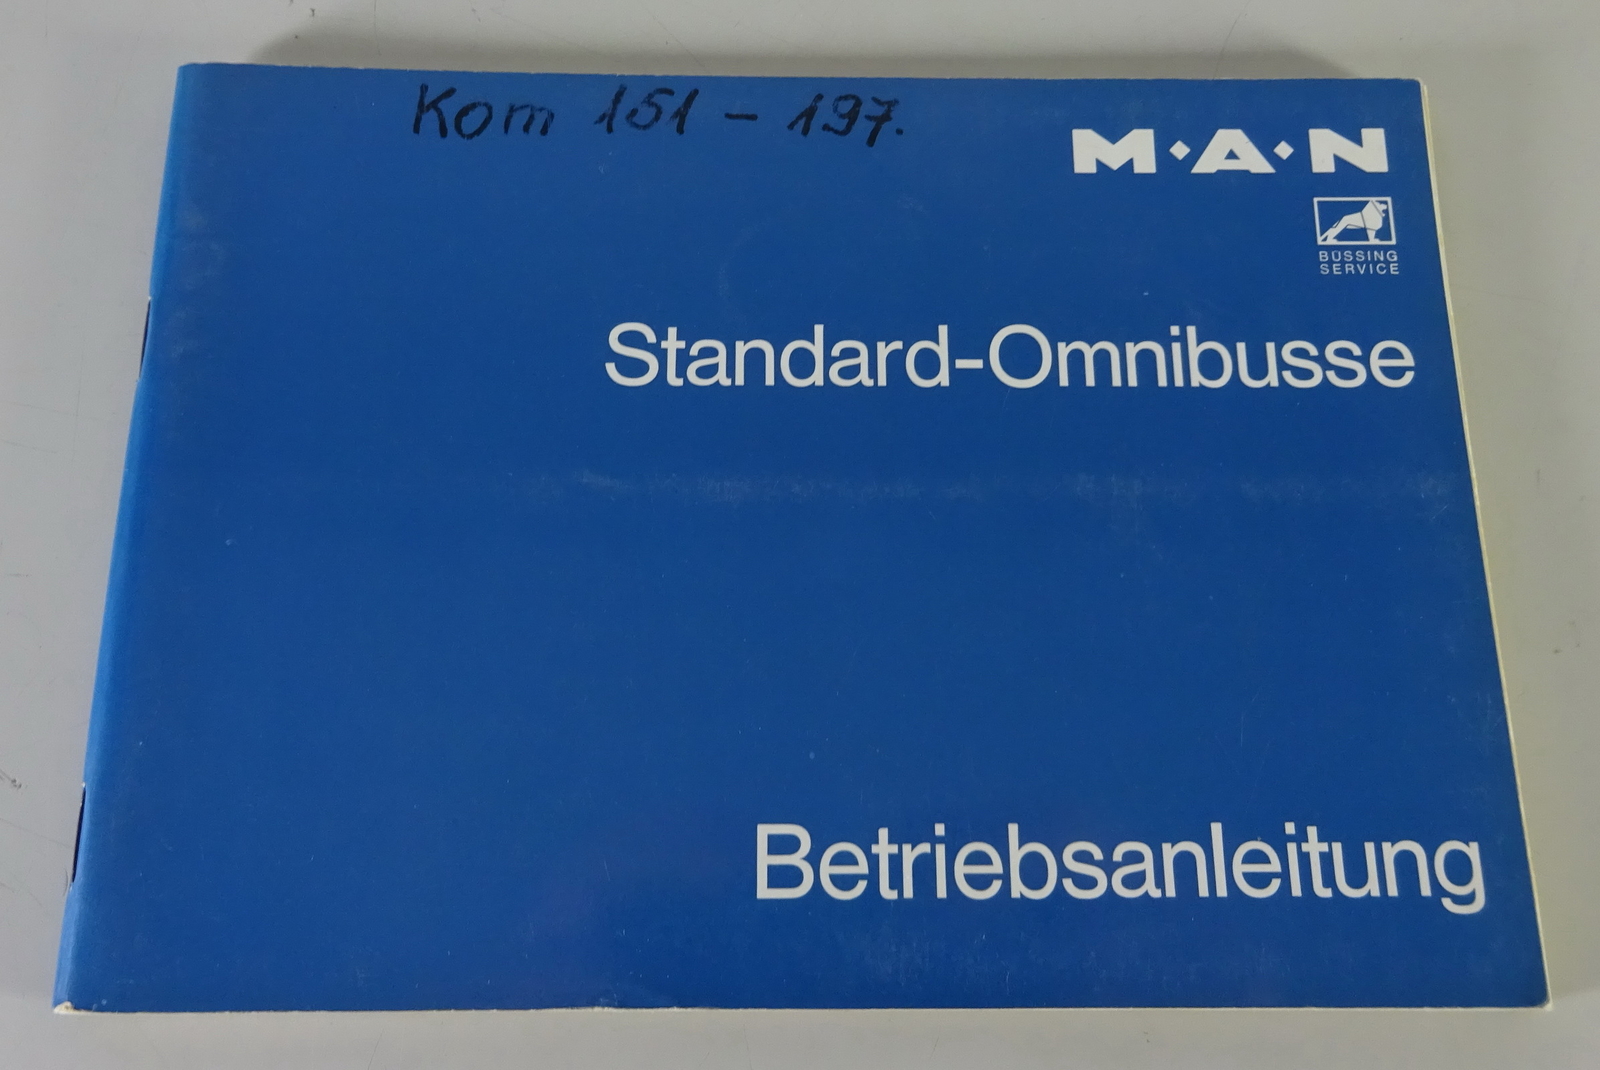 Kom 151 - 197.
M·A·N
BÜSSING
SERVICE
Standard-Omnibusse
Betriebsanleitung